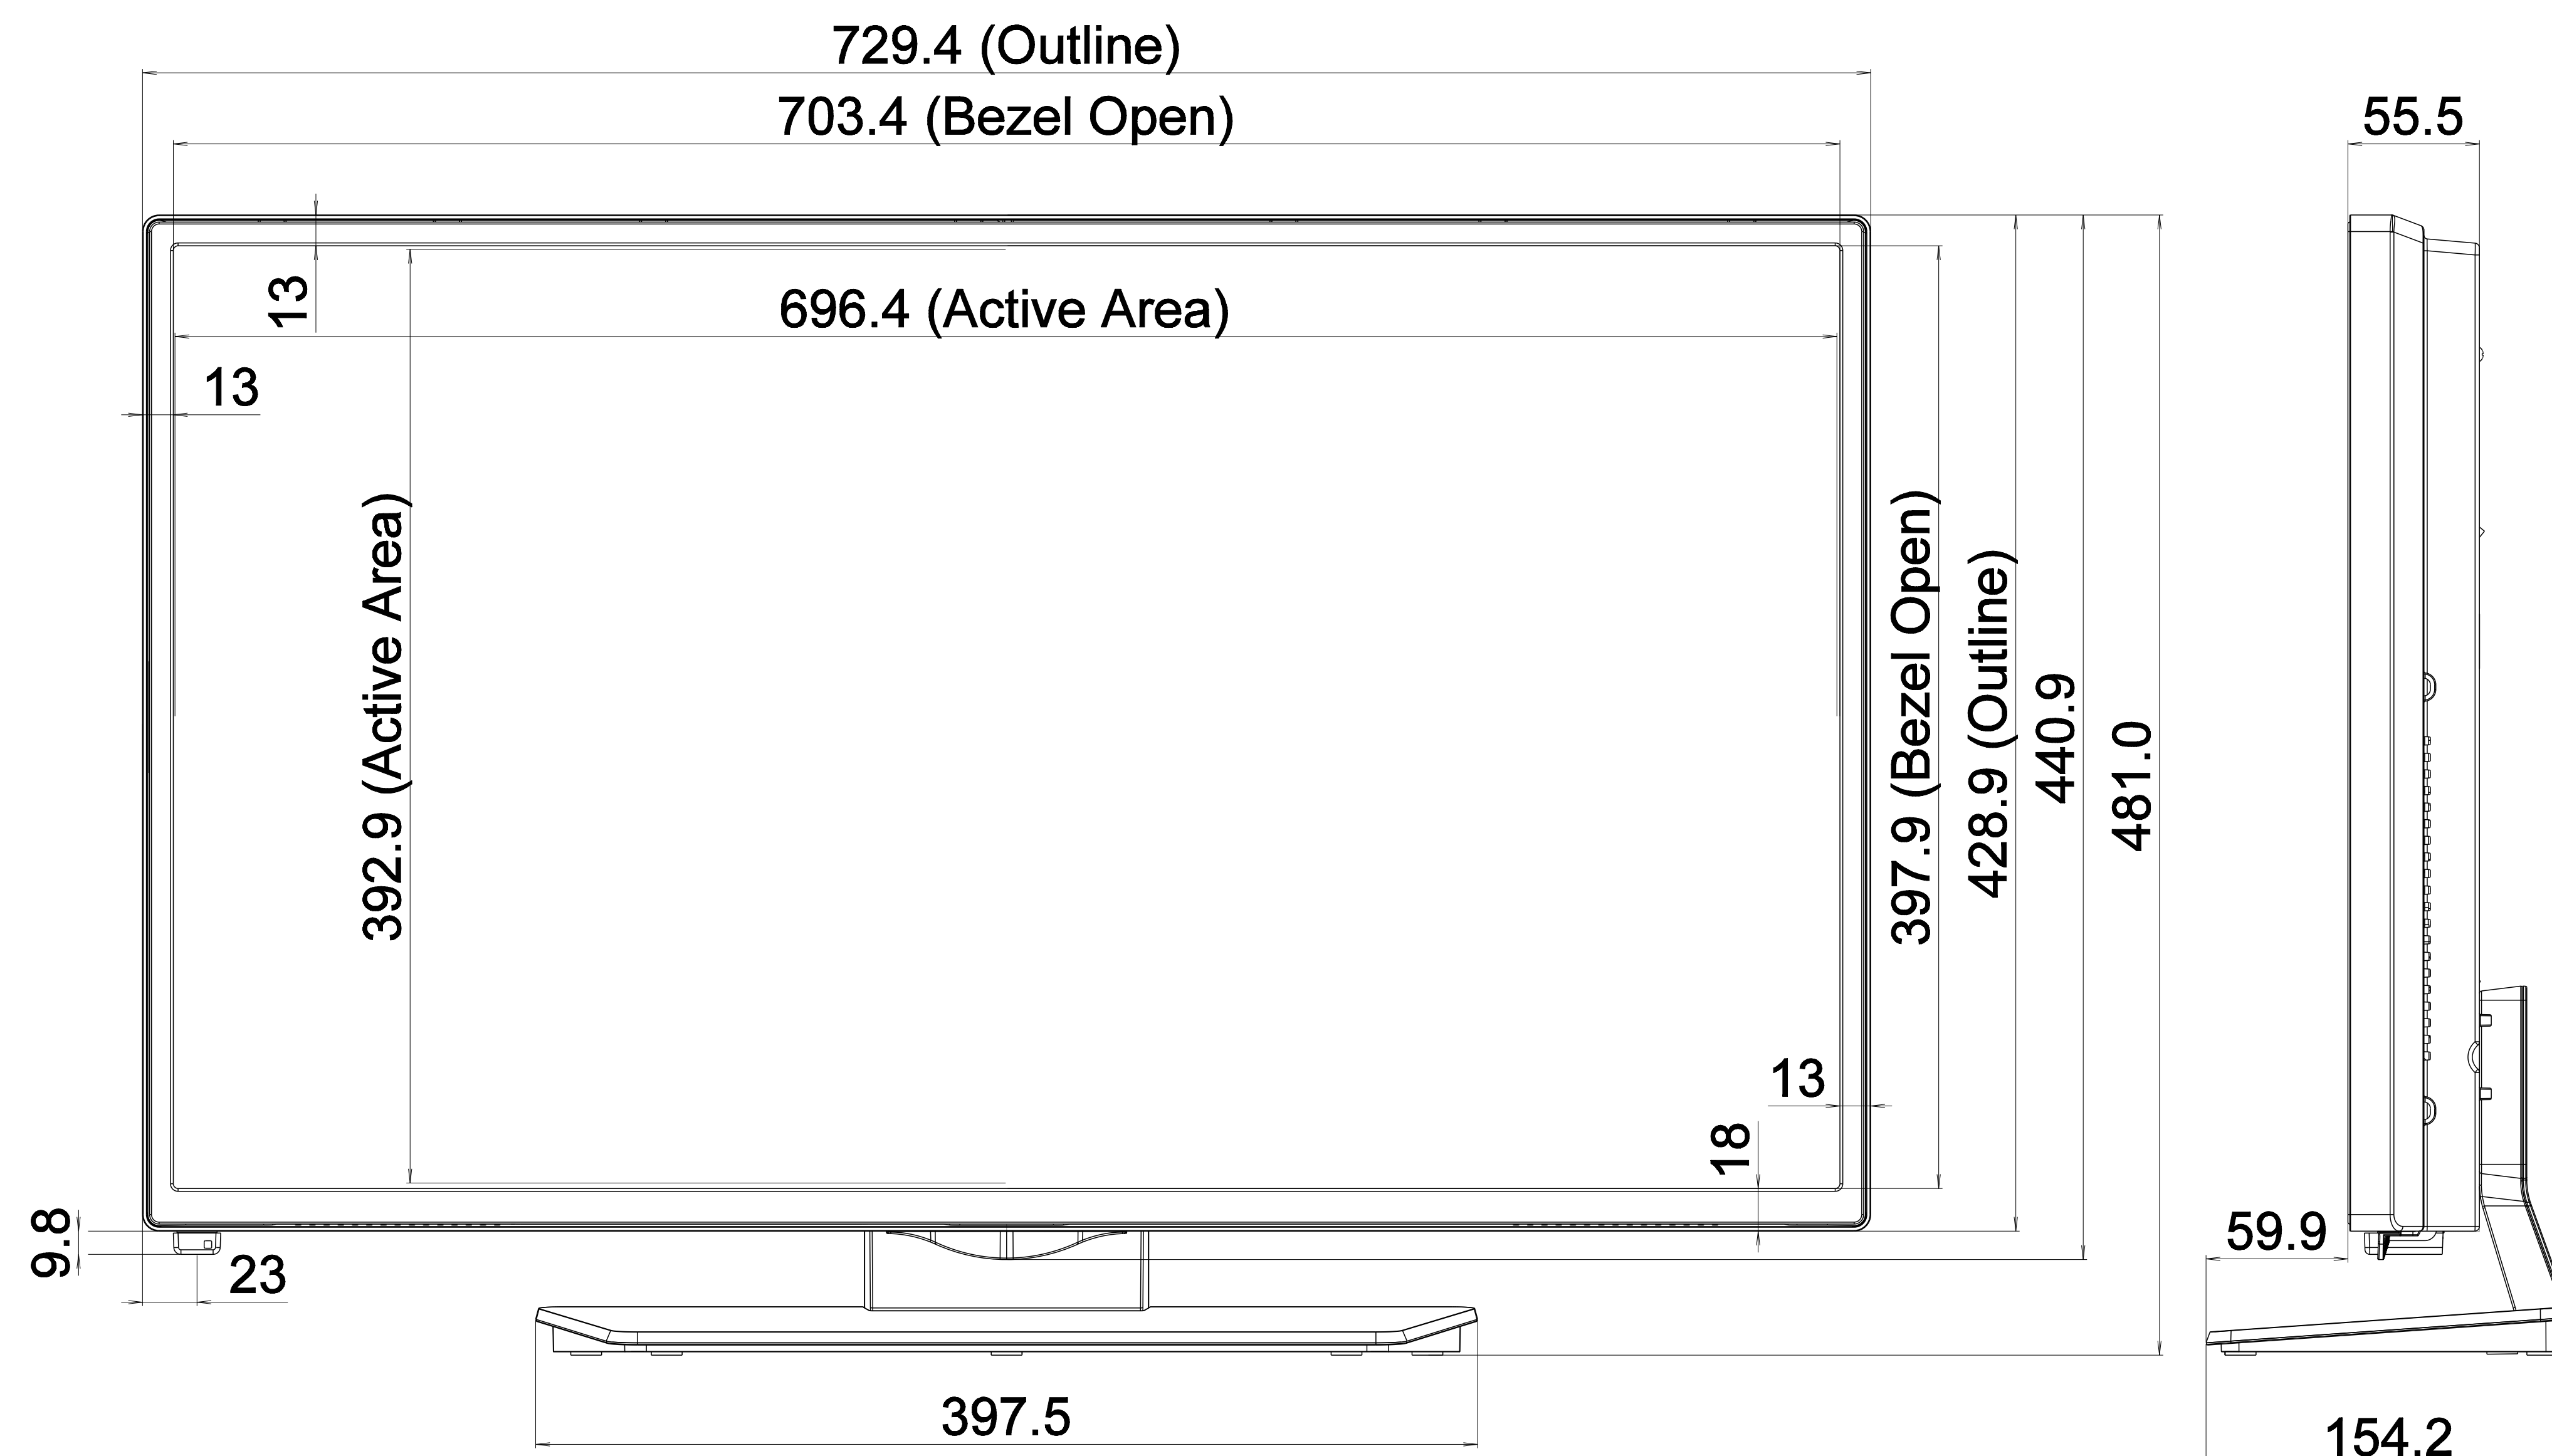 729.4 (Outline)
703.4 (Bezel Open)
55.5
13
696.4 (Active Area)
13
392.9 (Active Area)
397.9 (Bezel Open)
428.9 (Outline)
440.9
481.0
13
18
9.8
23
59.9
397.5
154.2